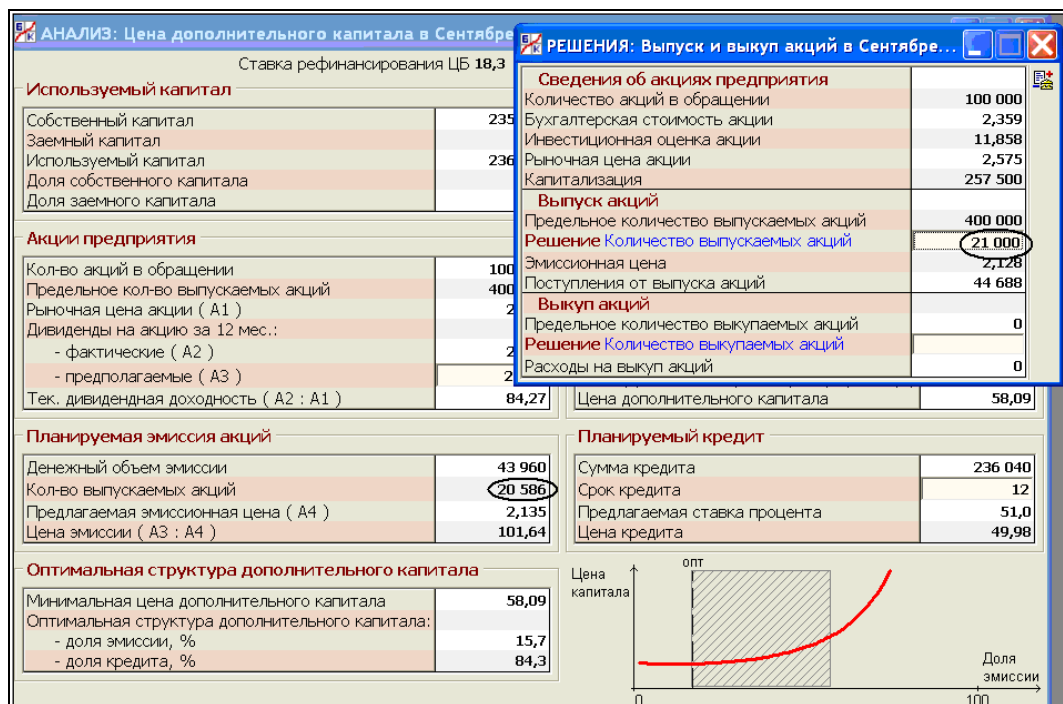 АНАЛИЗ: Цена дополнительного капитала в Сентябре
Ставка рефинансирования ЦБ 18,3
Используемый капитал
Собственный капитал 235
Заемный капитал
Используемый капитал 236
Доля собственного капитала
Доля заемного капитала
Акции предприятия
Кол-во акций в обращении 100
Предельное кол-во выпускаемых акций 400
Рыночная цена акции ( А1 ) 2
Дивиденды на акцию за 12 мес.:
- фактические ( А2 ) 2
- предполагаемые ( А3 ) 2
Тек. дивидендная доходность ( А2 : А1 ) 84,27
Цена дополнительного капитала 58,09
РЕШЕНИЯ: Выпуск и выкуп акций в Сентябре...
Сведения об акциях предприятия
Количество акций в обращении 100 000
Бухгалтерская стоимость акции 2,359
Инвестиционная оценка акции 11,858
Рыночная цена акции 2,575
Капитализация 257 500
Выпуск акций
Предельное количество выпускаемых акций 400 000
Решение Количество выпускаемых акций 21 000
Эмиссионная цена 2,128
Поступления от выпуска акций 44 688
Выкуп акций
Предельное количество выкупаемых акций 0
Решение Количество выкупаемых акций
Расходы на выкуп акций 0
Планируемая эмиссия акций
Денежный объем эмиссии 43 960
Кол-во выпускаемых акций 20 586
Предлагаемая эмиссионная цена ( А4 ) 2,135
Цена эмиссии ( А3 : А4 ) 101,64
Планируемый кредит
Сумма кредита 236 040
Срок кредита 12
Предлагаемая ставка процента 51,0
Цена кредита 49,98
Оптимальная структура дополнительного капитала
Минимальная цена дополнительного капитала 58,09
Оптимальная структура дополнительного капитала:
- доля эмиссии, % 15,7
- доля кредита, % 84,3
Цена
капитала
опт
Доля
эмиссии
0 100